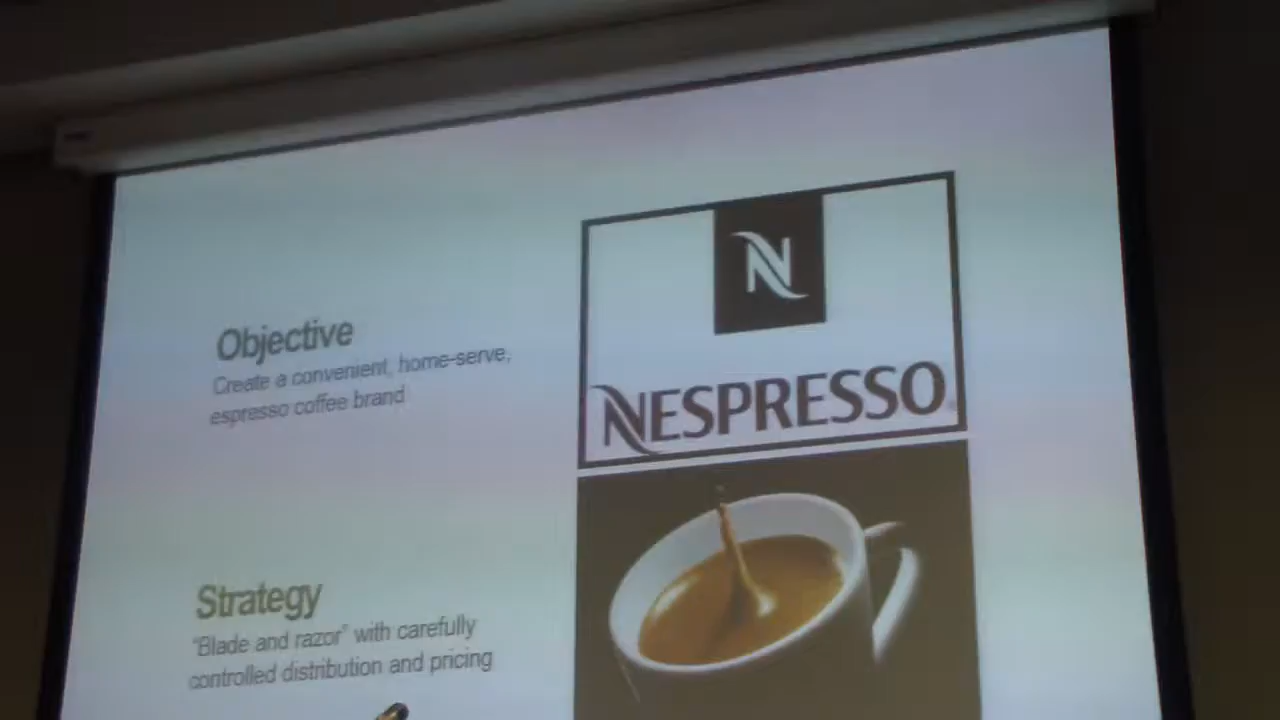 Objective
Create a convenient, home-serve,
espresso coffee brand
N
NESPRESSO
Strategy
"Blade and razor" with carefully
controlled distribution and pricing